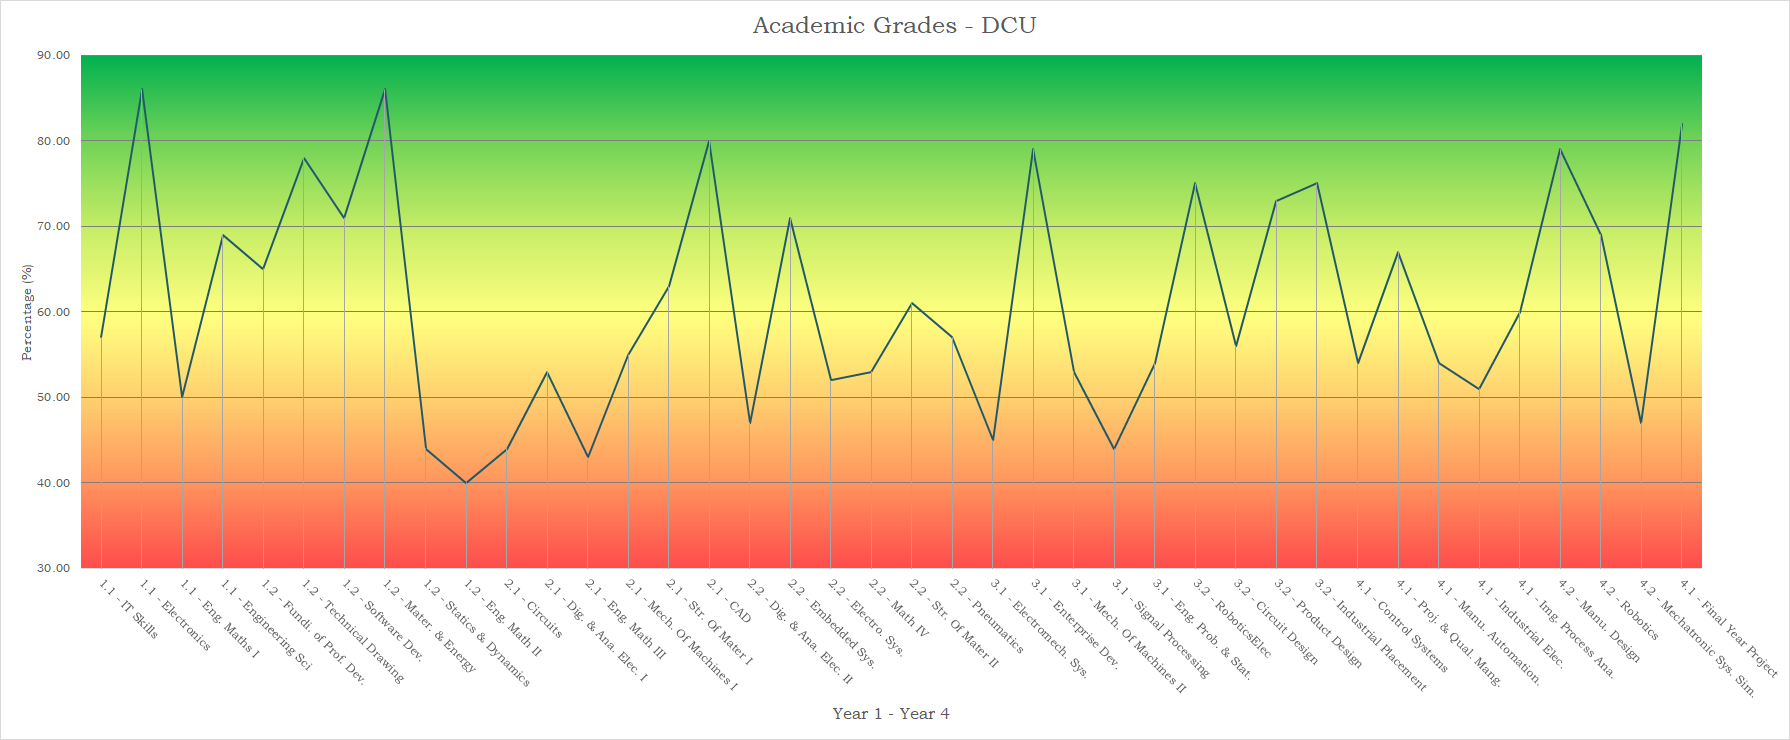 Academic Grades - DCU
90.00
80.00
70.00
60.00
50.00
40.00
30.00
Percentage (%)
1.1 - IT Skills
1.1 - Electronics
1.1 - Eng. Maths I
1.1 - Engineering Sci
1.2 - Fundi. of Prof. Dev.
1.2 - Technical Drawing
1.2 - Software Dev.
1.2 - Mater. & Energy
1.2 - Statics & Dynamics
1.2 - Eng. Math II
2.1 - Circuits
2.1 - Dig. & Ana. Elec. I
2.1 - Eng. Math III
2.1 - Mech. Of Machines I
2.1 - Str. Of Mater I
2.1 - CAD
2.2 - Dig. & Ana. Elec. II
2.2 - Embedded Sys.
2.2 - Electro. Sys.
2.2 - Math IV
2.2 - Str. Of Mater II
2.2 - Pneumatics
3.1 - Electromech. Sys.
3.1 - Enterprise Dev.
3.1 - Mech. Of Machines II
3.1 - Signal Processing
3.1 - Eng. Prob. & Stat.
3.2 - RoboticsElec
3.2 - Circuit Design
3.2 - Product Design
3.2 - Industrial Placement
4.1 - Control Systems
4.1 - Proj. & Qual. Mang.
4.1 - Manu. Automation.
4.1 - Industrial Elec.
4.1 - Img. Process Ana.
4.2 - Manu. Design
4.2 - Robotics
4.2 - Mechatronic Sys. Sim.
4.1 - Final Year Project
Year 1 - Year 4